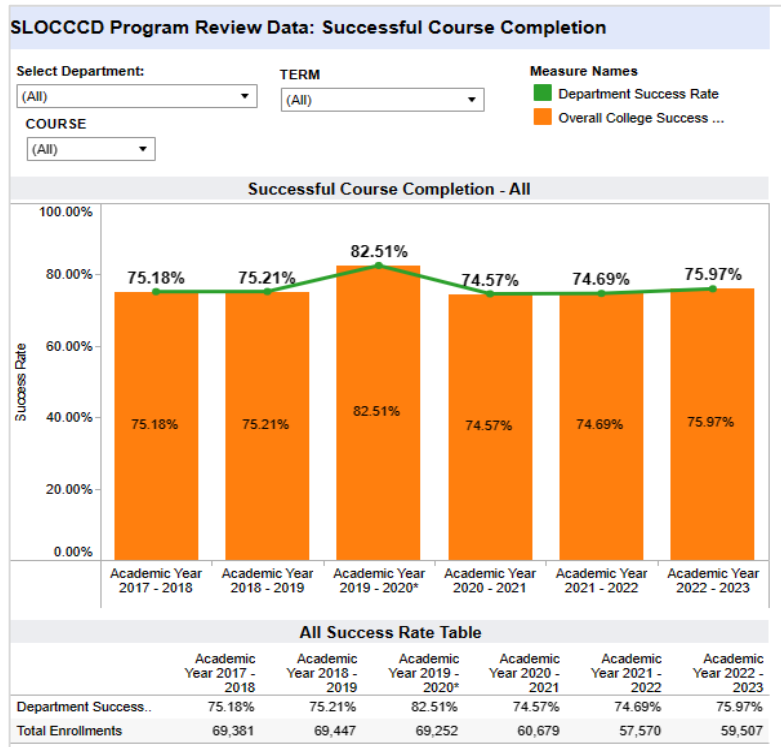 SLOCCCD Program Review Data: Successful Course Completion
Select Department:
TERM
Measure Names
(All)
(All)
Department Success Rate
Overall College Success ...
COURSE
(All)
Successful Course Completion - All
100.00%
80.00%
60.00%
40.00%
20.00%
0.00%
Success Rate
75.18%
75.21%
82.51%
74.57%
74.69%
75.97%
75.18%
75.21%
82.51%
74.57%
74.69%
75.97%
Academic Year
2017 - 2018
Academic Year
2018 - 2019
Academic Year
2019 - 2020*
Academic Year
2020 - 2021
Academic Year
2021 - 2022
Academic Year
2022 - 2023
All Success Rate Table
Academic Year 2017 - 2018
Academic Year 2018 - 2019
Academic Year 2019 - 2020*
Academic Year 2020 - 2021
Academic Year 2021 - 2022
Academic Year 2022 - 2023
Department Success.. 75.18% 75.21% 82.51% 74.57% 74.69% 75.97%
Total Enrollments 69,381 69,447 69,252 60,679 57,570 59,507